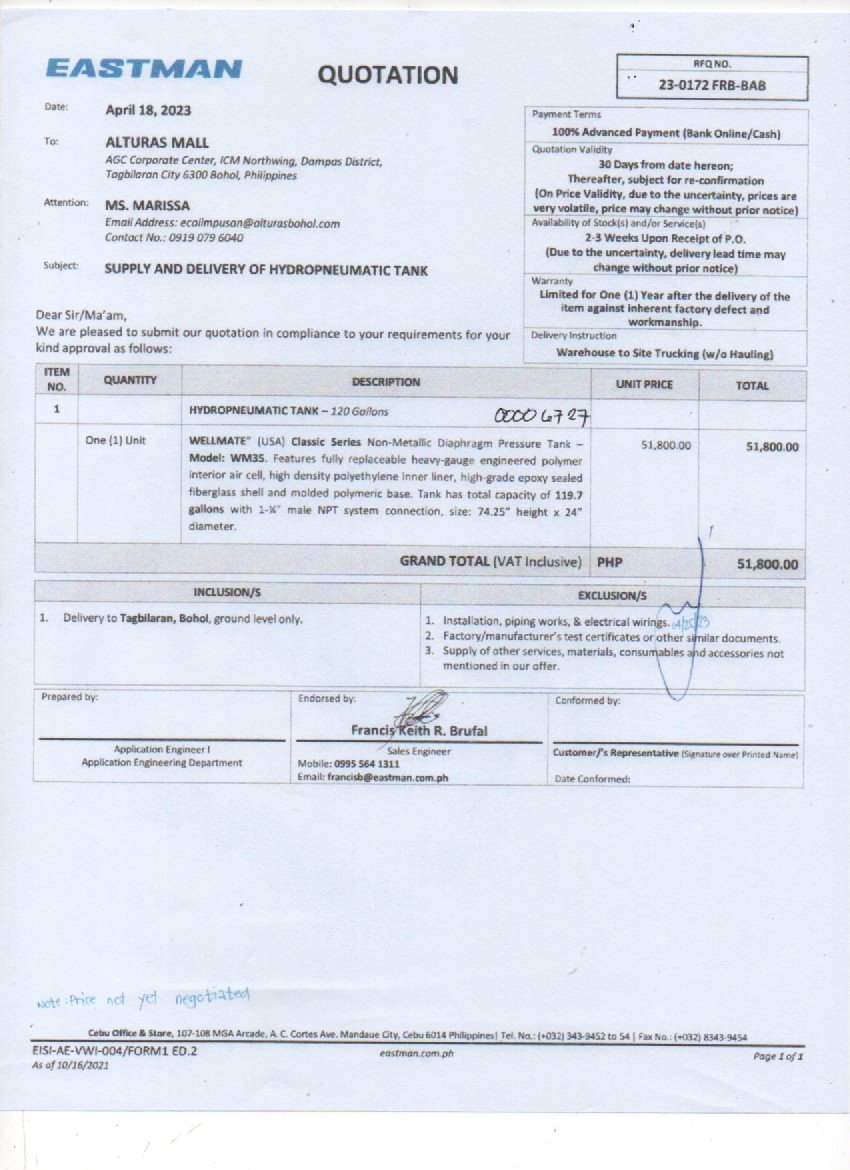 EASTMAN
QUOTATION
RFQ NO.
23-0172 FRB-BAB
Date: April 18, 2023
To: ALTURAS MALL
AGC Corporate Center, ICM Northwing, Dampas District,
Tagbilaran City 6300 Bohol, Philippines
Attention: MS. MARISSA
Email Address: ecalimpusan@alturasbohol.com
Contact No.: 0919 079 6040
Subject: SUPPLY AND DELIVERY OF HYDROPNEUMATIC TANK
Payment Terms
100% Advanced Payment (Bank Online/Cash)
Quotation Validity
30 Days from date hereon;
Thereafter, subject for re-confirmation
(On Price Validity, due to the uncertainty, prices are
very volatile, price may change without prior notice)
Availability of Stock(s) and/or Service(s)
2-3 Weeks Upon Receipt of P.O.
(Due to the uncertainty, delivery lead time may
change without prior notice)
Warranty
Limited for One (1) Year after the delivery of the
item against inherent factory defect and
workmanship.
Delivery Instruction
Warehouse to Site Trucking (w/o Hauling)
Dear Sir/Ma'am,
We are pleased to submit our quotation in compliance to your requirements for your
kind approval as follows:
ITEM NO. QUANTITY DESCRIPTION UNIT PRICE TOTAL
1 HYDROPNEUMATIC TANK – 120 Gallons 00006727
One (1) Unit WELLMATE" (USA) Classic Series Non-Metallic Diaphragm Pressure Tank – 51,800.00 51,800.00
Model: WM35. Features fully replaceable heavy-gauge engineered polymer
interior air cell, high density polyethylene inner liner, high-grade epoxy sealed
fiberglass shell and molded polymeric base. Tank has total capacity of 119.7
gallons with 1-¼" male NPT system connection, size: 74.25" height x 24"
diameter.
GRAND TOTAL (VAT Inclusive) PHP 51,800.00
INCLUSION/S
1. Delivery to Tagbilaran, Bohol, ground level only.
EXCLUSION/S
1. Installation, piping works, & electrical wirings.
2. Factory/manufacturer's test certificates or other similar documents.
3. Supply of other services, materials, consumables and accessories not
mentioned in our offer.
Prepared by:
Application Engineer I
Application Engineering Department
Endorsed by:
Francis Keith R. Brufal
Sales Engineer
Mobile: 0995 564 1311
Email: francisb@eastman.com.ph
Conformed by:
Customer/'s Representative (Signature over Printed Name)
Date Conformed:
Note: Price not yet negotiated
Cebu Office & Store, 107-108 MGA Arcade, A. C. Cortes Ave. Mandaue City, Cebu 6014 Philippines| Tel. No.: (+032) 343-9452 to 54 | Fax No.: (+032) 8343-9454
EISI-AE-VWI-004/FORM1 ED.2
As of 10/16/2021
eastman.com.ph
Page 1 of 1